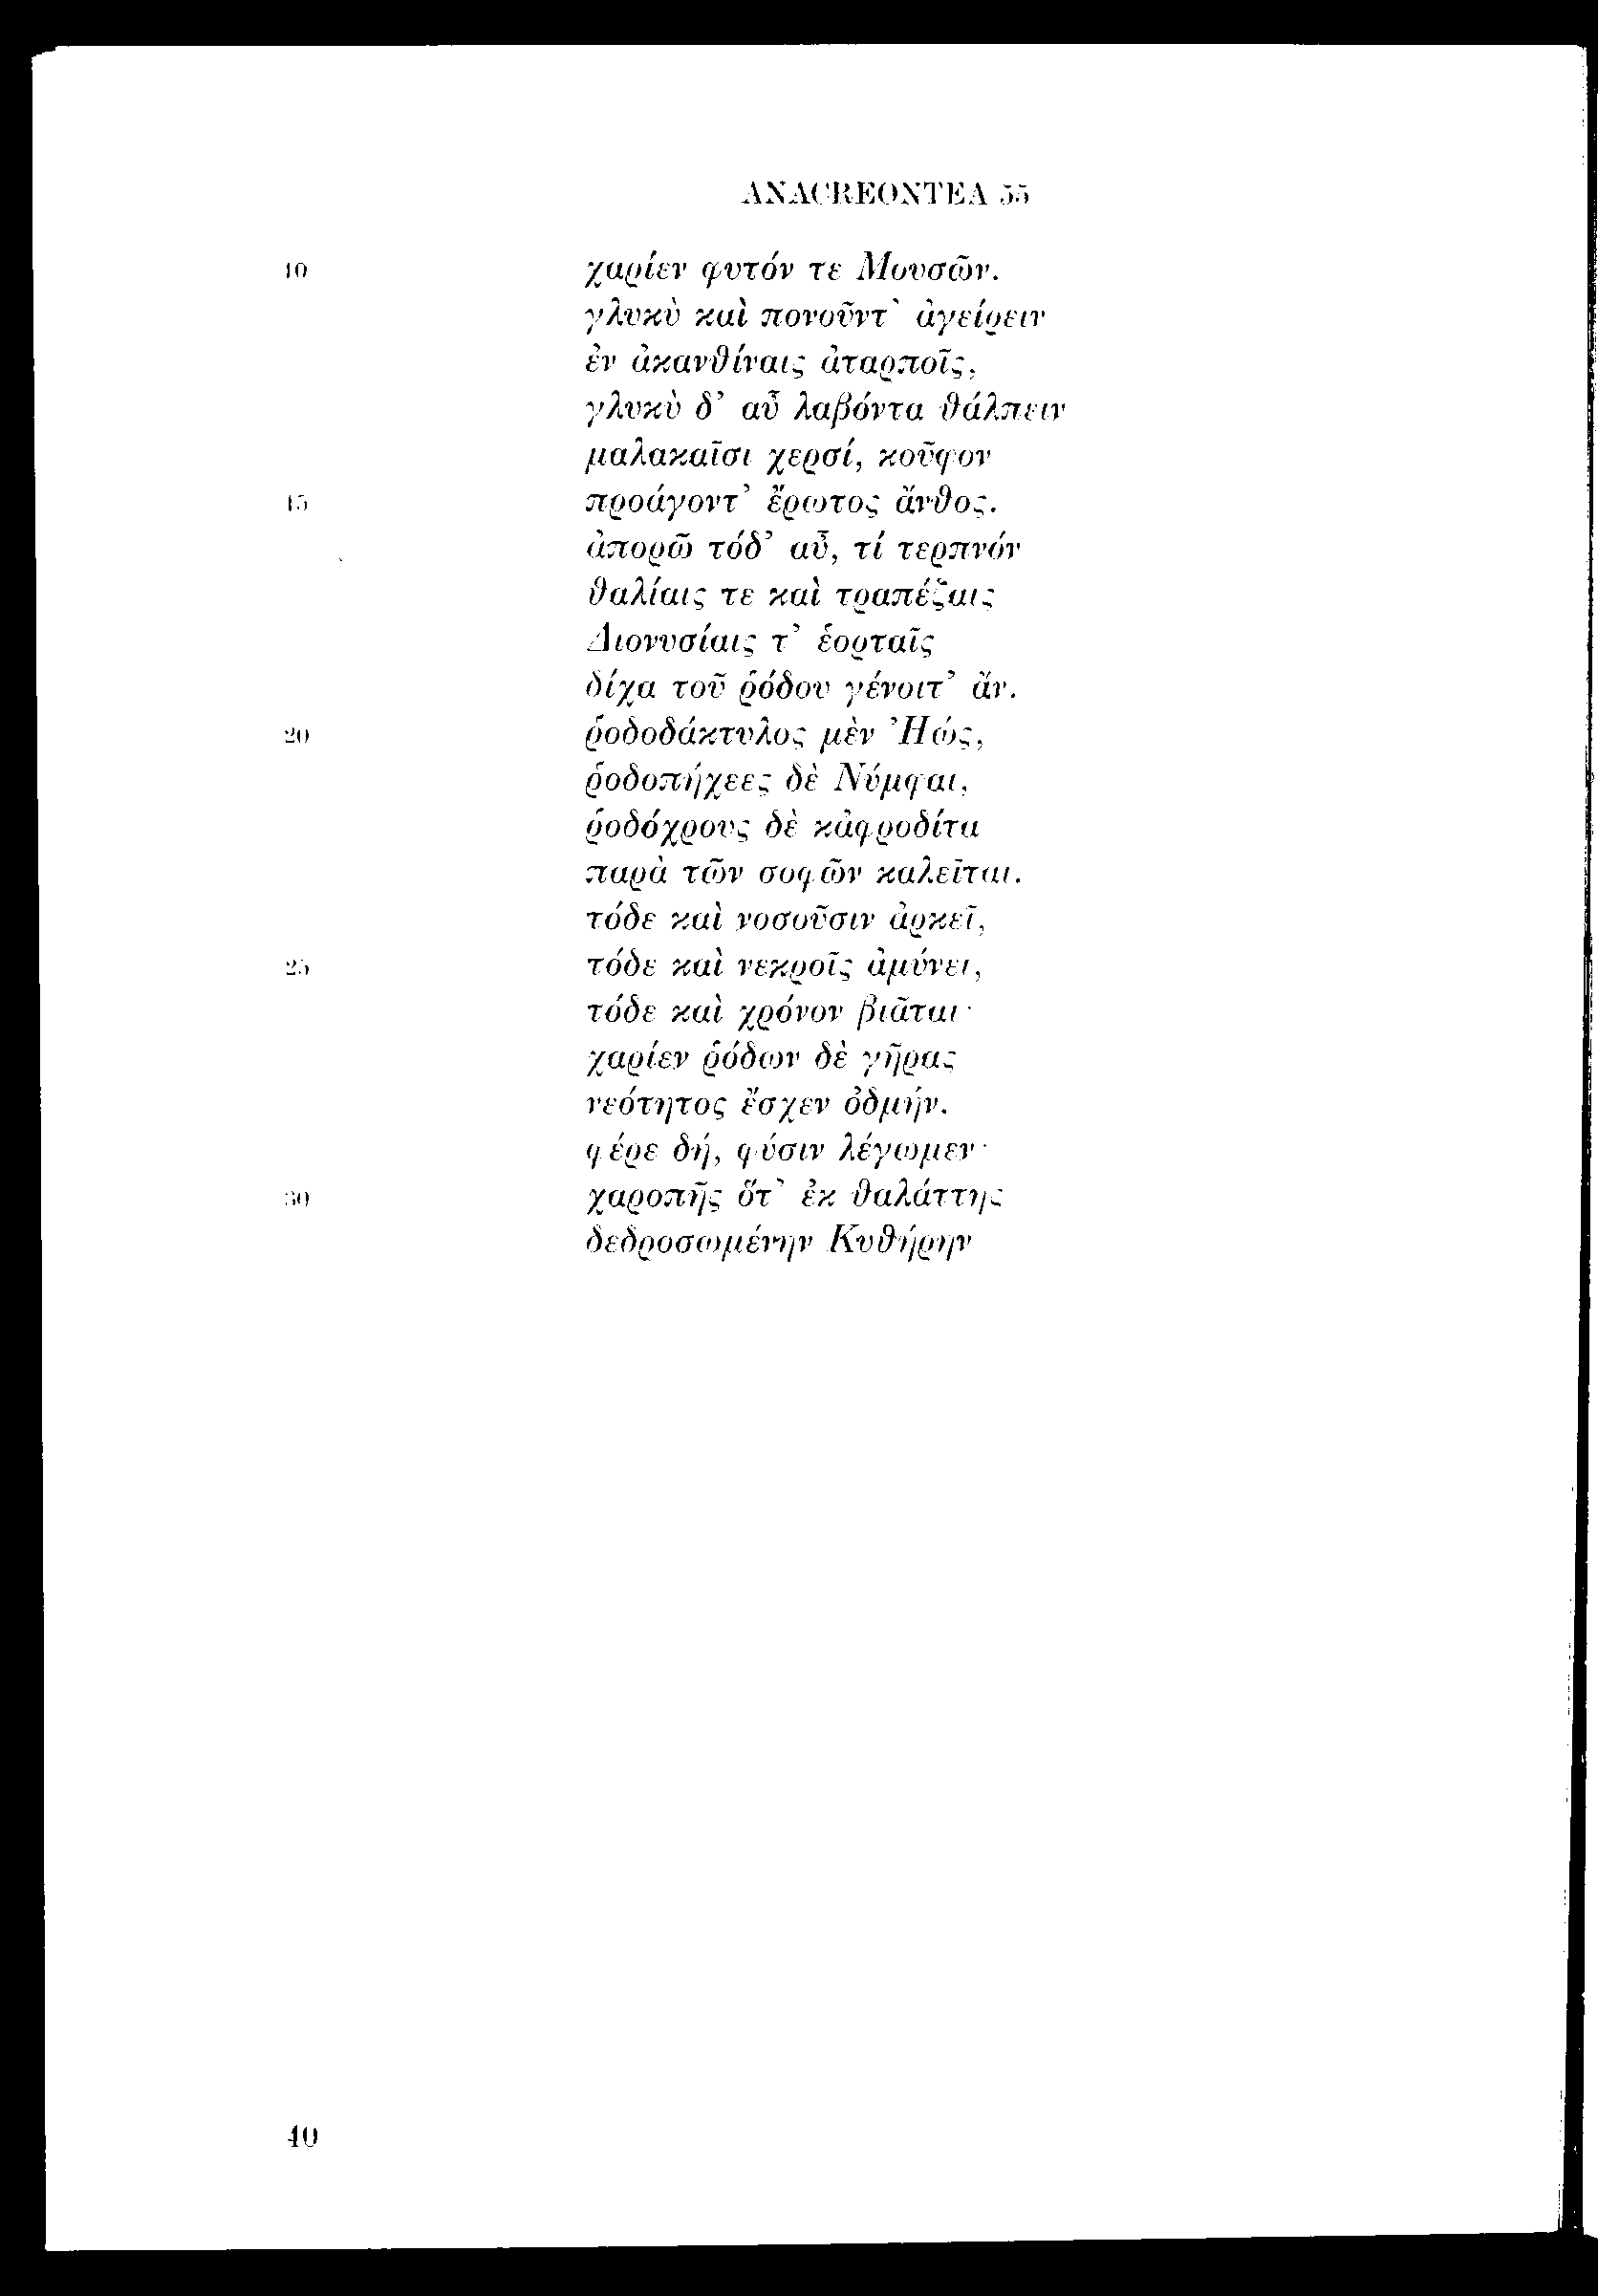 ANACREONTEA 55
10 χαρίεν φυτόν τε Μουσῶν.
γλυκὺ καὶ πονοῦντ᾽ ἀγείρειν
ἐν ἀκανθίναις ἀταρποῖς,
γλυκὺ δ᾽ αὖ λαβόντα θάλπειν
μαλακαῖσι χερσί, κοῦφον
15 προάγοντ᾽ ἔρωτος ἄνθος.
ἀπορῶ τόδ᾽ αὖ, τί τερπνόν
θαλίαις τε καὶ τραπέζαις
Διονυσίαις τ᾽ ἑορταῖς
δίχα τοῦ ῥόδου γένοιτ᾽ ἄν.
20 ῥοδοδάκτυλος μὲν Ἠώς,
ῥοδοπήχεες δὲ Νύμφαι,
ῥοδόχρους δὲ κἀφροδίτα
παρὰ τῶν σοφῶν καλεῖται.
τόδε καὶ νοσοῦσιν ἀρκεῖ,
25 τόδε καὶ νεκροῖς ἀμύνει,
τόδε καὶ χρόνον βιᾶται·
χαρίεν ῥόδων δὲ γῆρας
νεότητος ἔσχεν ὀδμήν.
φέρε δή, φύσιν λέγωμεν·
30 χαροπῆς ὅτ᾽ ἐκ θαλάττης
δεδροσωμένην Κυθήρην
40